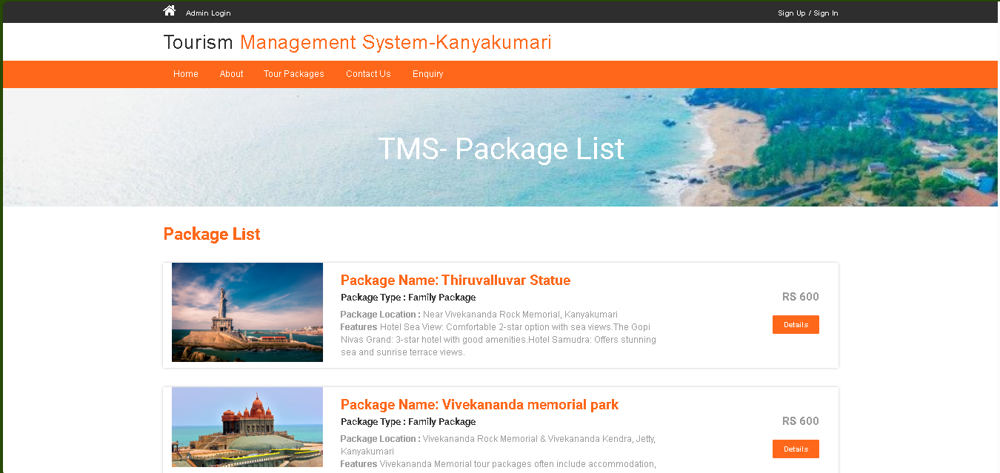 Admin Login
Sign Up / Sign In
Tourism Management System-Kanyakumari
Home About Tour Packages Contact Us Enquiry
TMS- Package List
Package List
Package Name: Thiruvalluvar Statue
Package Type : Family Package
RS 600
Package Location : Near Vivekananda Rock Memorial, Kanyakumari
Details
Features Hotel Sea View: Comfortable 2-star option with sea views.The Gopi
Nivas Grand: 3-star hotel with good amenities.Hotel Samudra: Offers stunning
sea and sunrise terrace views.
Package Name: Vivekananda memorial park
Package Type : Family Package
RS 600
Package Location : Vivekananda Rock Memorial & Vivekananda Kendra, Jetty,
Kanyakumari
Details
Features Vivekananda Memorial tour packages often include accommodation,